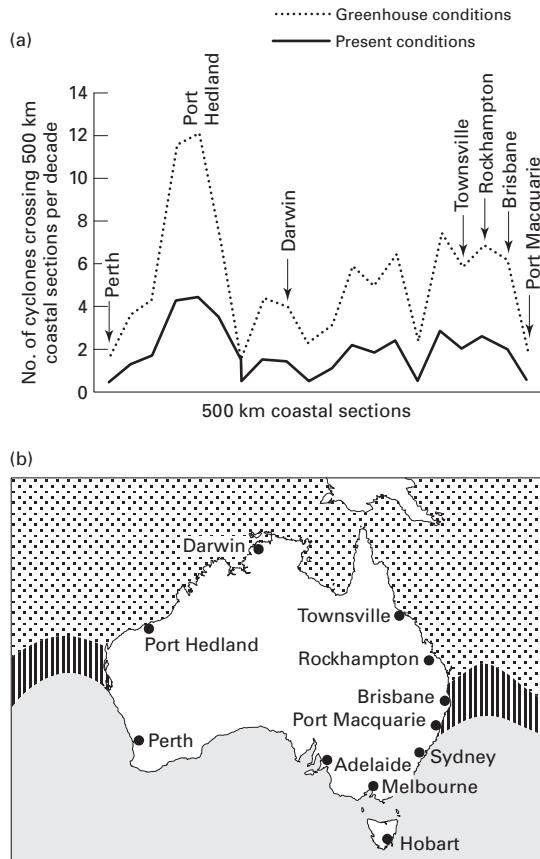 Greenhouse conditions
Present conditions
(a)
No. of cyclones crossing 500 km
coastal sections per decade
14
12
10
8
6
4
2
0
Perth
Port
Hedland
Darwin
Townsville
Rockhampton
Brisbane
Port Macquarie
500 km coastal sections
(b)
Darwin
Port Hedland
Townsville
Rockhampton
Brisbane
Port Macquarie
Perth
Sydney
Adelaide
Melbourne
Hobart